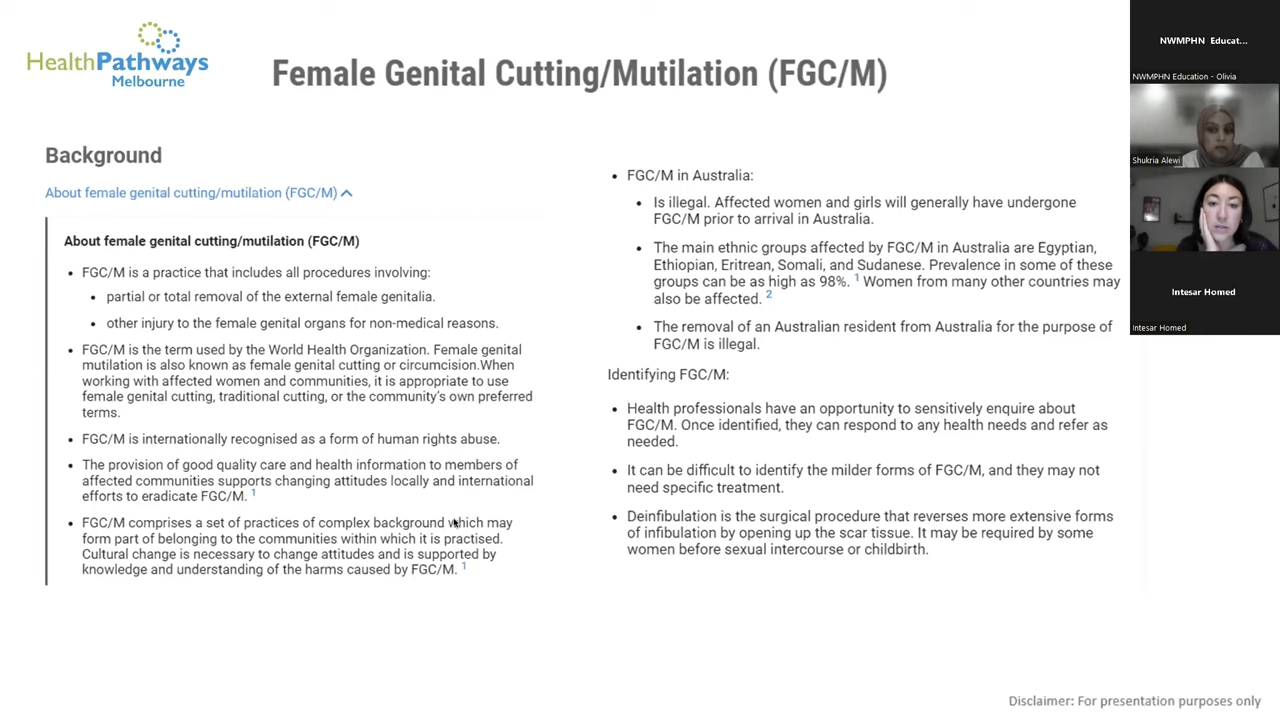 HealthPathways
Melbourne
Female Genital Cutting/Mutilation (FGC/M)
Background
About female genital cutting/mutilation (FGC/M)
About female genital cutting/mutilation (FGC/M)
• FGC/M is a practice that includes all procedures involving:
• partial or total removal of the external female genitalia.
• other injury to the female genital organs for non-medical reasons.
• FGC/M is the term used by the World Health Organization. Female genital
mutilation is also known as female genital cutting or circumcision.When
working with affected women and communities, it is appropriate to use
female genital cutting, traditional cutting, or the community's own preferred
terms.
• FGC/M is internationally recognised as a form of human rights abuse.
• The provision of good quality care and health information to members of
affected communities supports changing attitudes locally and international
efforts to eradicate FGC/M. 1
• FGC/M comprises a set of practices of complex background which may
form part of belonging to the communities within which it is practised.
Cultural change is necessary to change attitudes and is supported by
knowledge and understanding of the harms caused by FGC/M. 1
• FGC/M in Australia:
• Is illegal. Affected women and girls will generally have undergone
FGC/M prior to arrival in Australia.
• The main ethnic groups affected by FGC/M in Australia are Egyptian,
Ethiopian, Eritrean, Somali, and Sudanese. Prevalence in some of these
groups can be as high as 98%. 1 Women from many other countries may
also be affected. 2
• The removal of an Australian resident from Australia for the purpose of
FGC/M is illegal.
Identifying FGC/M:
• Health professionals have an opportunity to sensitively enquire about
FGC/M. Once identified, they can respond to any health needs and refer as
needed.
• It can be difficult to identify the milder forms of FGC/M, and they may not
need specific treatment.
• Deinfibulation is the surgical procedure that reverses more extensive forms
of infibulation by opening up the scar tissue. It may be required by some
women before sexual intercourse or childbirth.
NWMPHN Educat...
NWMPHN Education - Olivia
Shukria Alewi
Intesar Homed
Intesar Homed
Disclaimer: For presentation purposes only